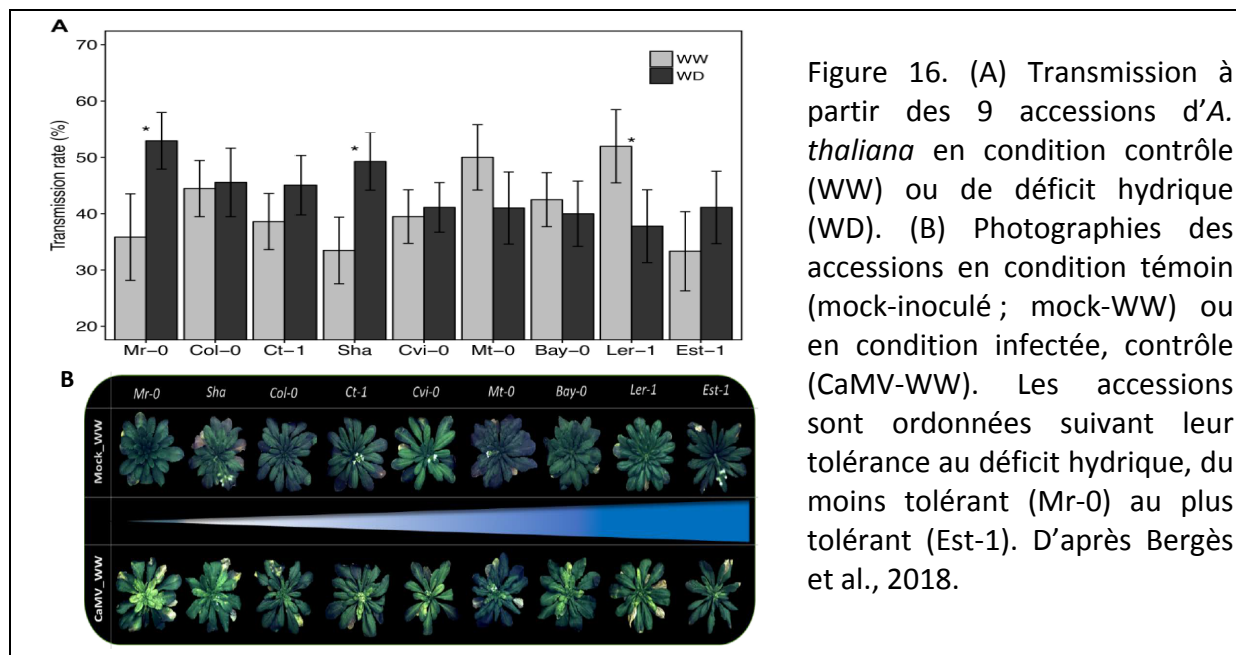 A
70
60
50
40
30
20
Transmission rate (%)
WW
WD
*
*
*
Mr-0 Col-0 Ct-1 Sha Cvi-0 Mt-0 Bay-0 Ler-1 Est-1
B
Mr-0 Sha Col-0 Ct-1 Cvi-0 Mt-0 Bay-0 Ler-1 Est-1
Mock_WW
CaMV_WW
Figure 16. (A) Transmission à
partir des 9 accessions d’A.
thaliana en condition contrôle
(WW) ou de déficit hydrique
(WD). (B) Photographies des
accessions en condition témoin
(mock-inoculé ; mock-WW) ou
en condition infectée, contrôle
(CaMV-WW). Les accessions
sont ordonnées suivant leur
tolérance au déficit hydrique, du
moins tolérant (Mr-0) au plus
tolérant (Est-1). D’après Bergès
et al., 2018.